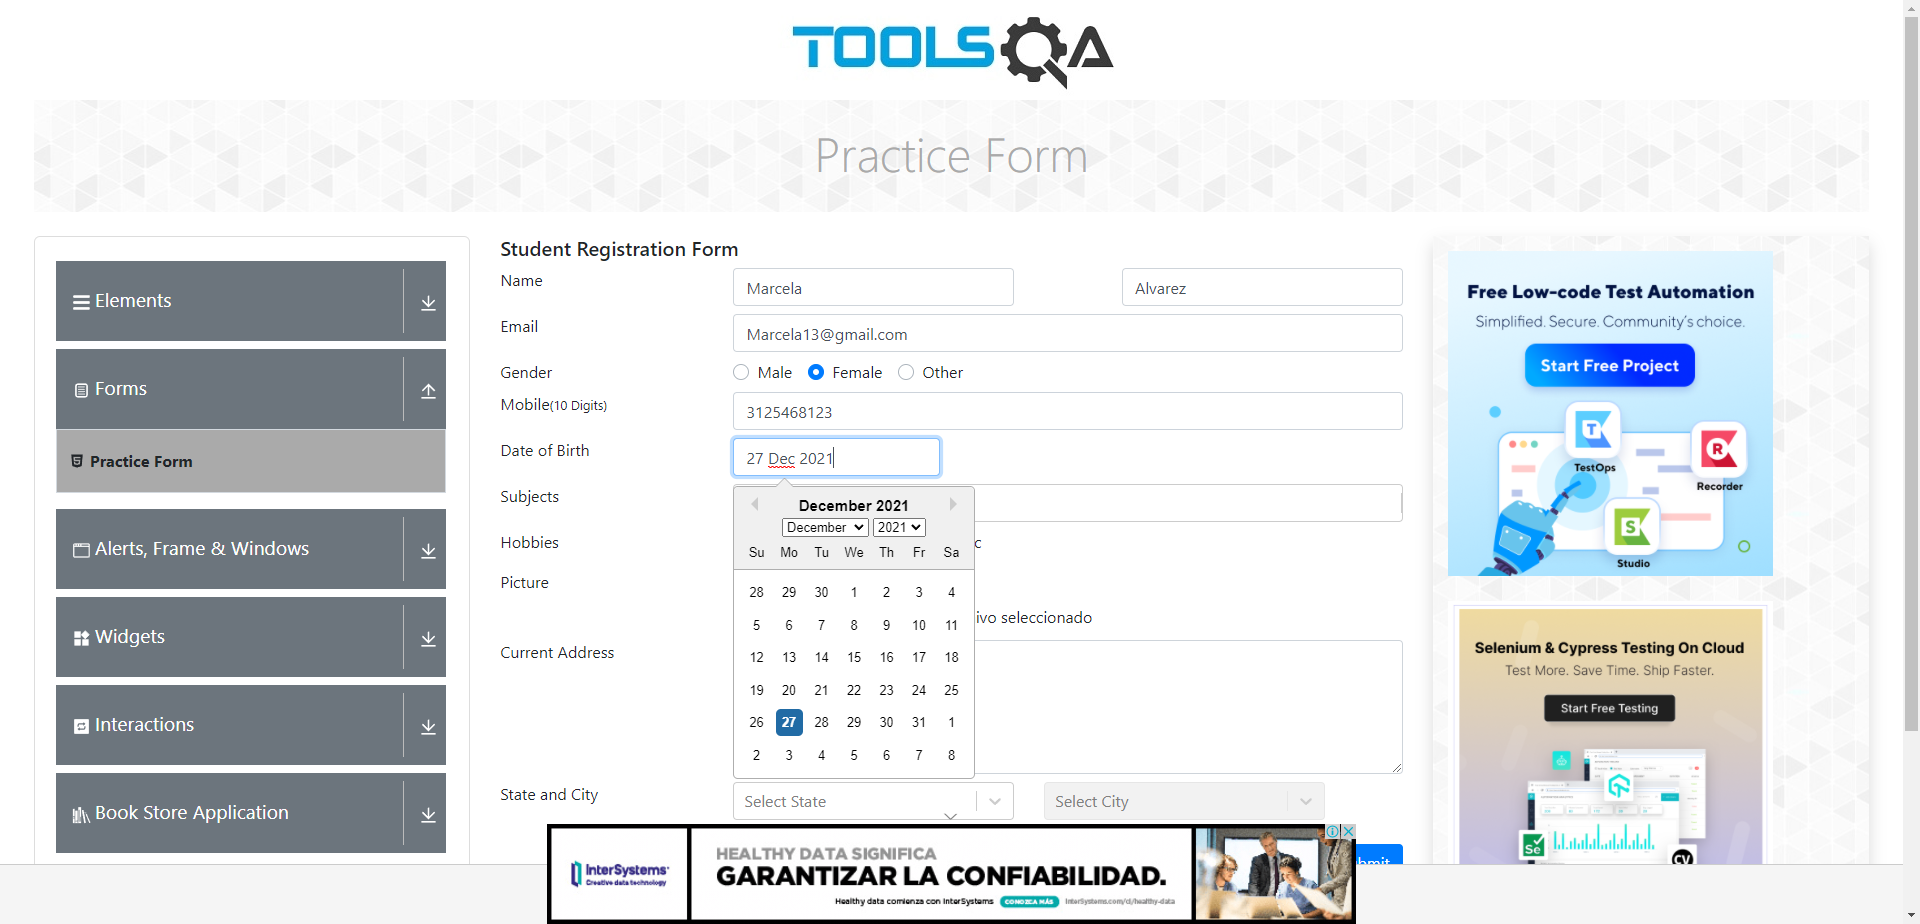 TOOLSQA
Practice Form
Elements
Forms
Practice Form
Alerts, Frame & Windows
Widgets
Interactions
Book Store Application
Student Registration Form
Name
Marcela
Alvarez
Email
Marcela13@gmail.com
Gender
Male
Female
Other
Mobile(10 Digits)
3125468123
Date of Birth
27 Dec 2021
Subjects
December 2021
December 2021
Su Mo Tu We Th Fr Sa
28 29 30 1 2 3 4
5 6 7 8 9 10 11
12 13 14 15 16 17 18
19 20 21 22 23 24 25
26 27 28 29 30 31 1
2 3 4 5 6 7 8
Hobbies
c
Picture
ivo seleccionado
Current Address
State and City
Select State
Select City
bmit
Free Low-code Test Automation
Simplified. Secure. Community's choice.
Start Free Project
TestOps
Recorder
Studio
Selenium & Cypress Testing On Cloud
Test More. Save Time. Ship Faster.
Start Free Testing
Se
CY
InterSystems
Creative data technology
HEALTHY DATA SIGNIFICA
GARANTIZAR LA CONFIABILIDAD.
Healthy data comienza con InterSystems
CONOZCA MÁS
InterSystems.com/cl/healthy-data